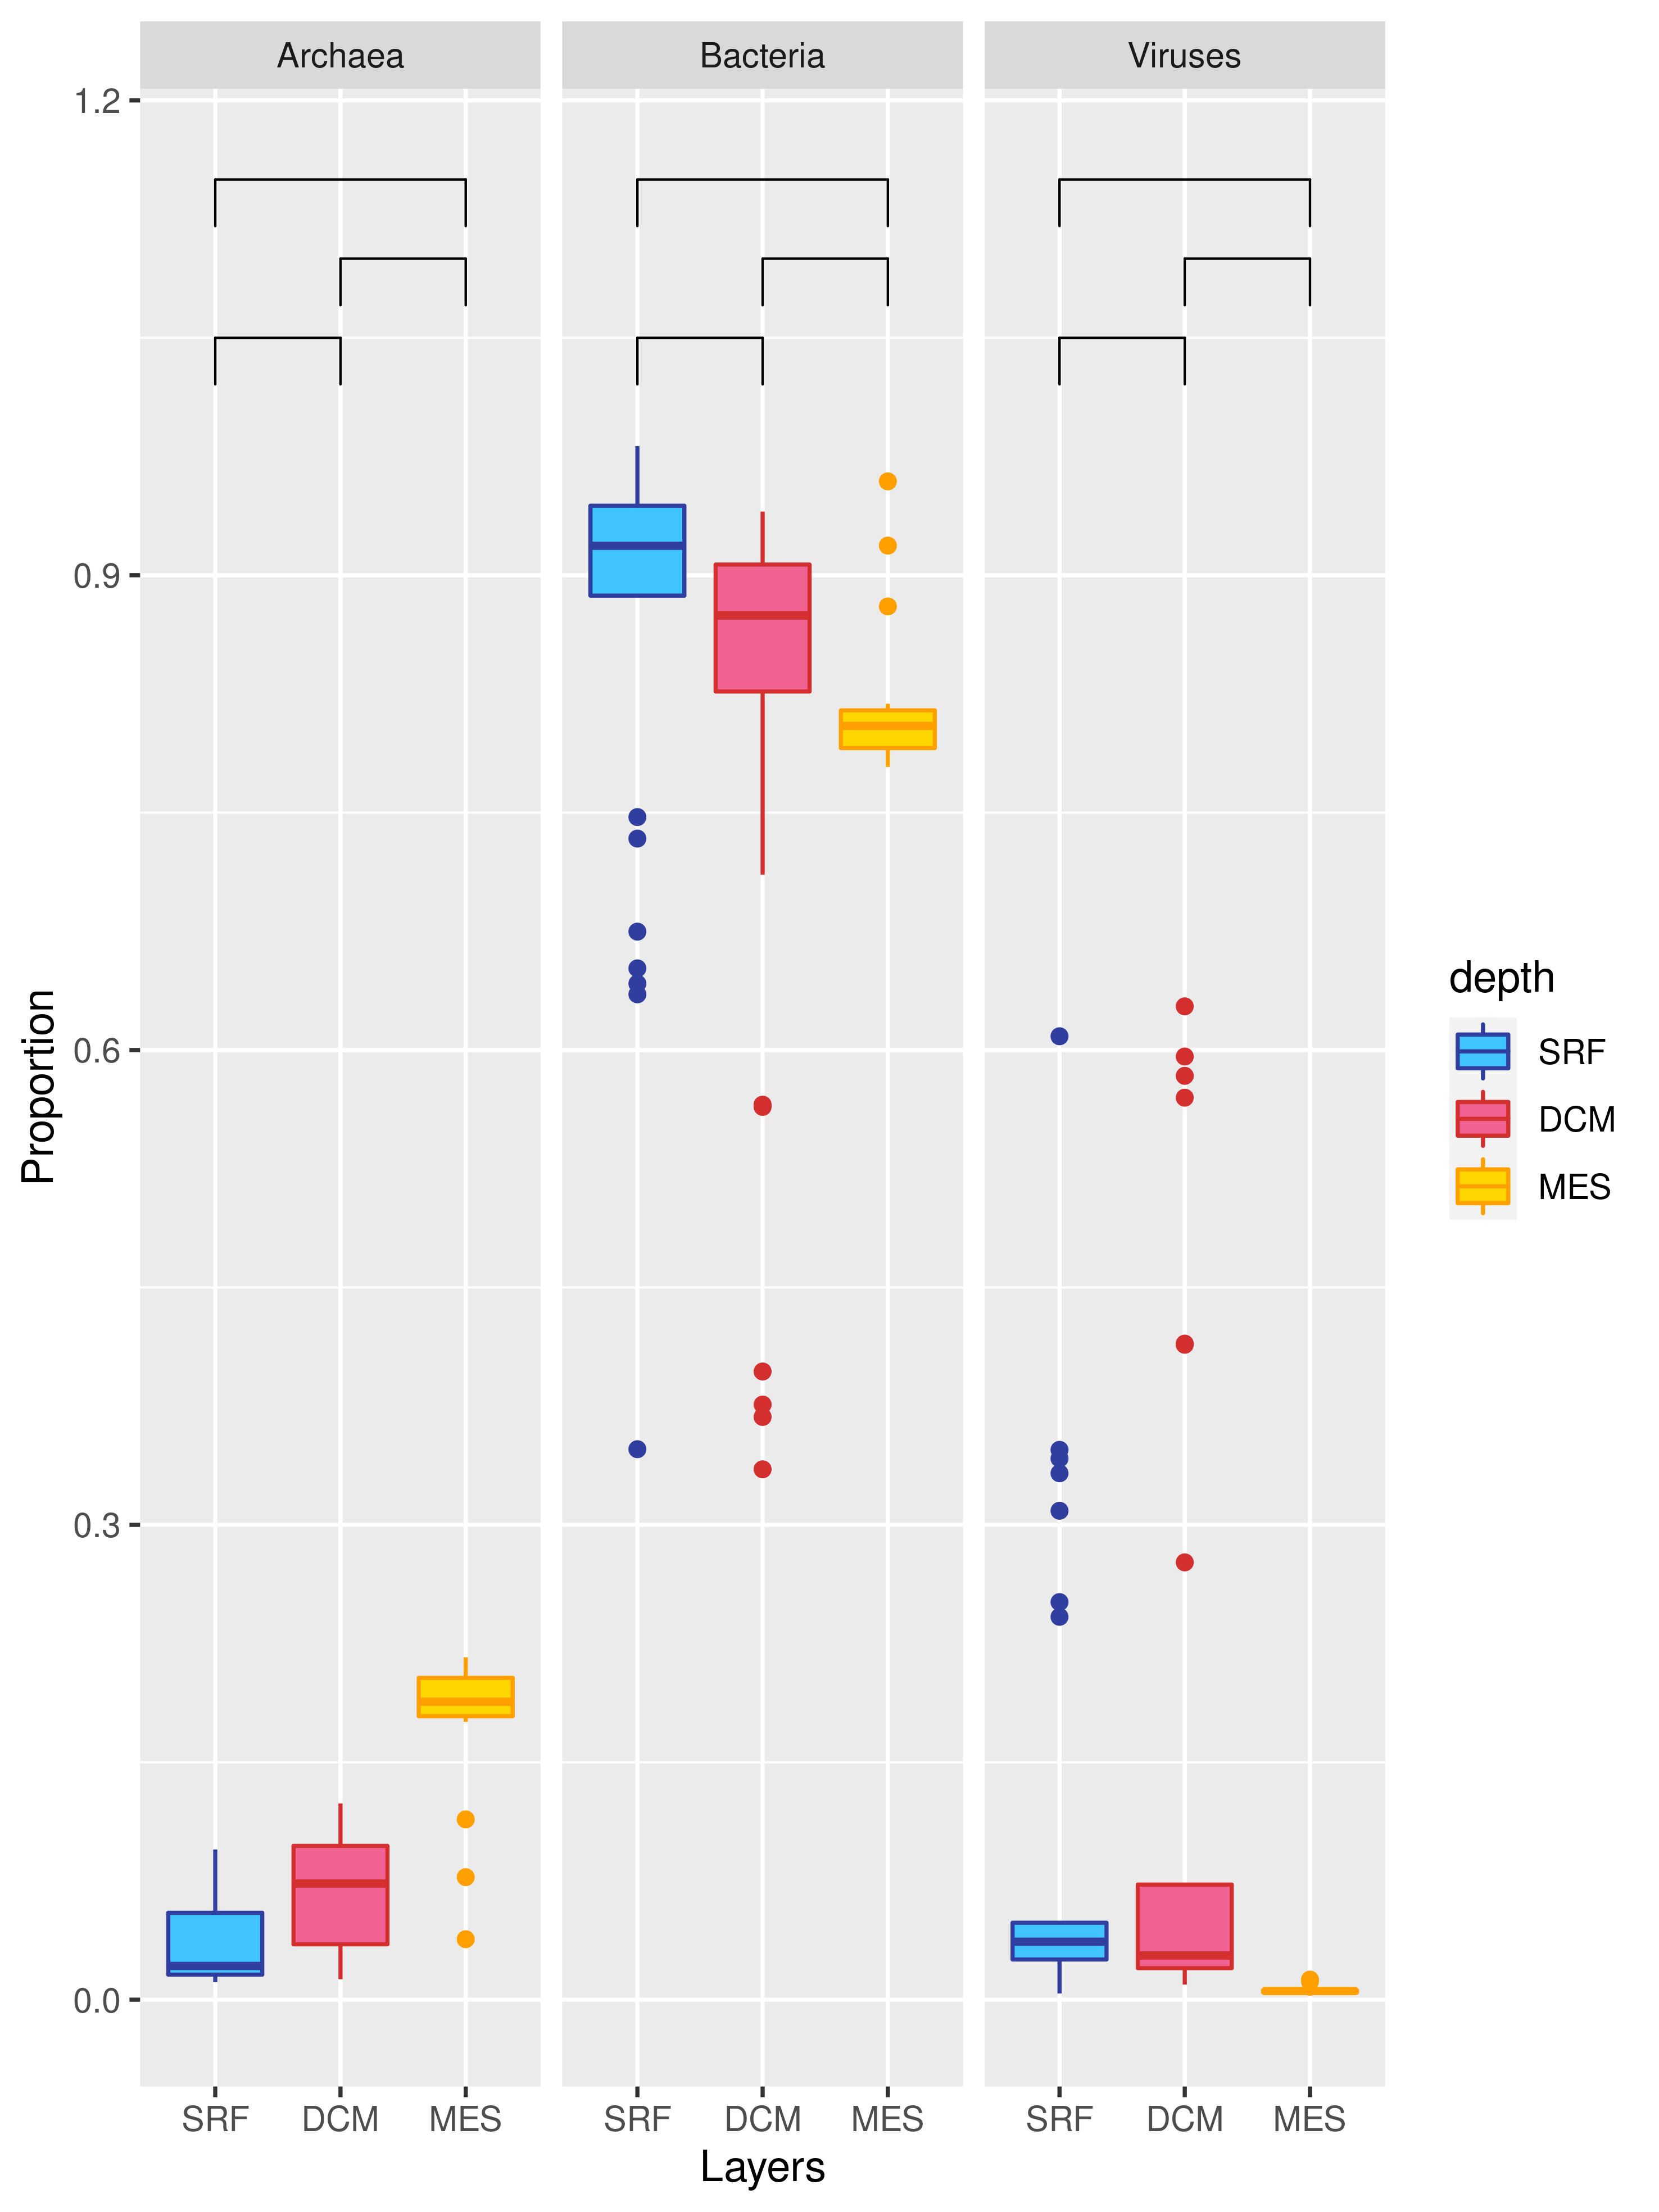 Archaea Bacteria Viruses
1.2
0.9
0.6
0.3
0.0
Proportion
SRF DCM MES SRF DCM MES SRF DCM MES
Layers
depth
SRF
DCM
MES